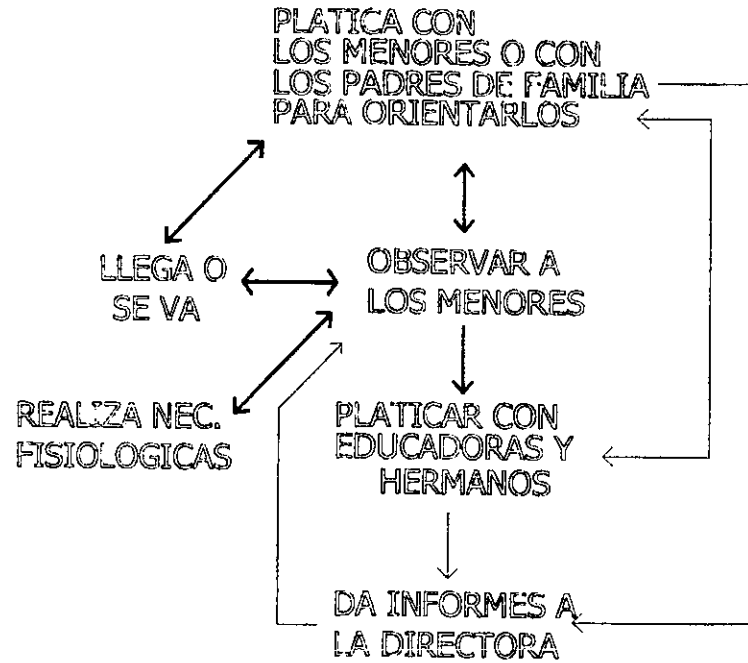 PLATICA CON
LOS MENORES O CON
LOS PADRES DE FAMILIA
PARA ORIENTARLOS
LLEGA O
SE VA
OBSERVAR A
LOS MENORES
REALIZA NEC.
FISIOLOGICAS
PLATICAR CON
EDUCADORAS Y
HERMANOS
DA INFORMES A
LA DIRECTORA